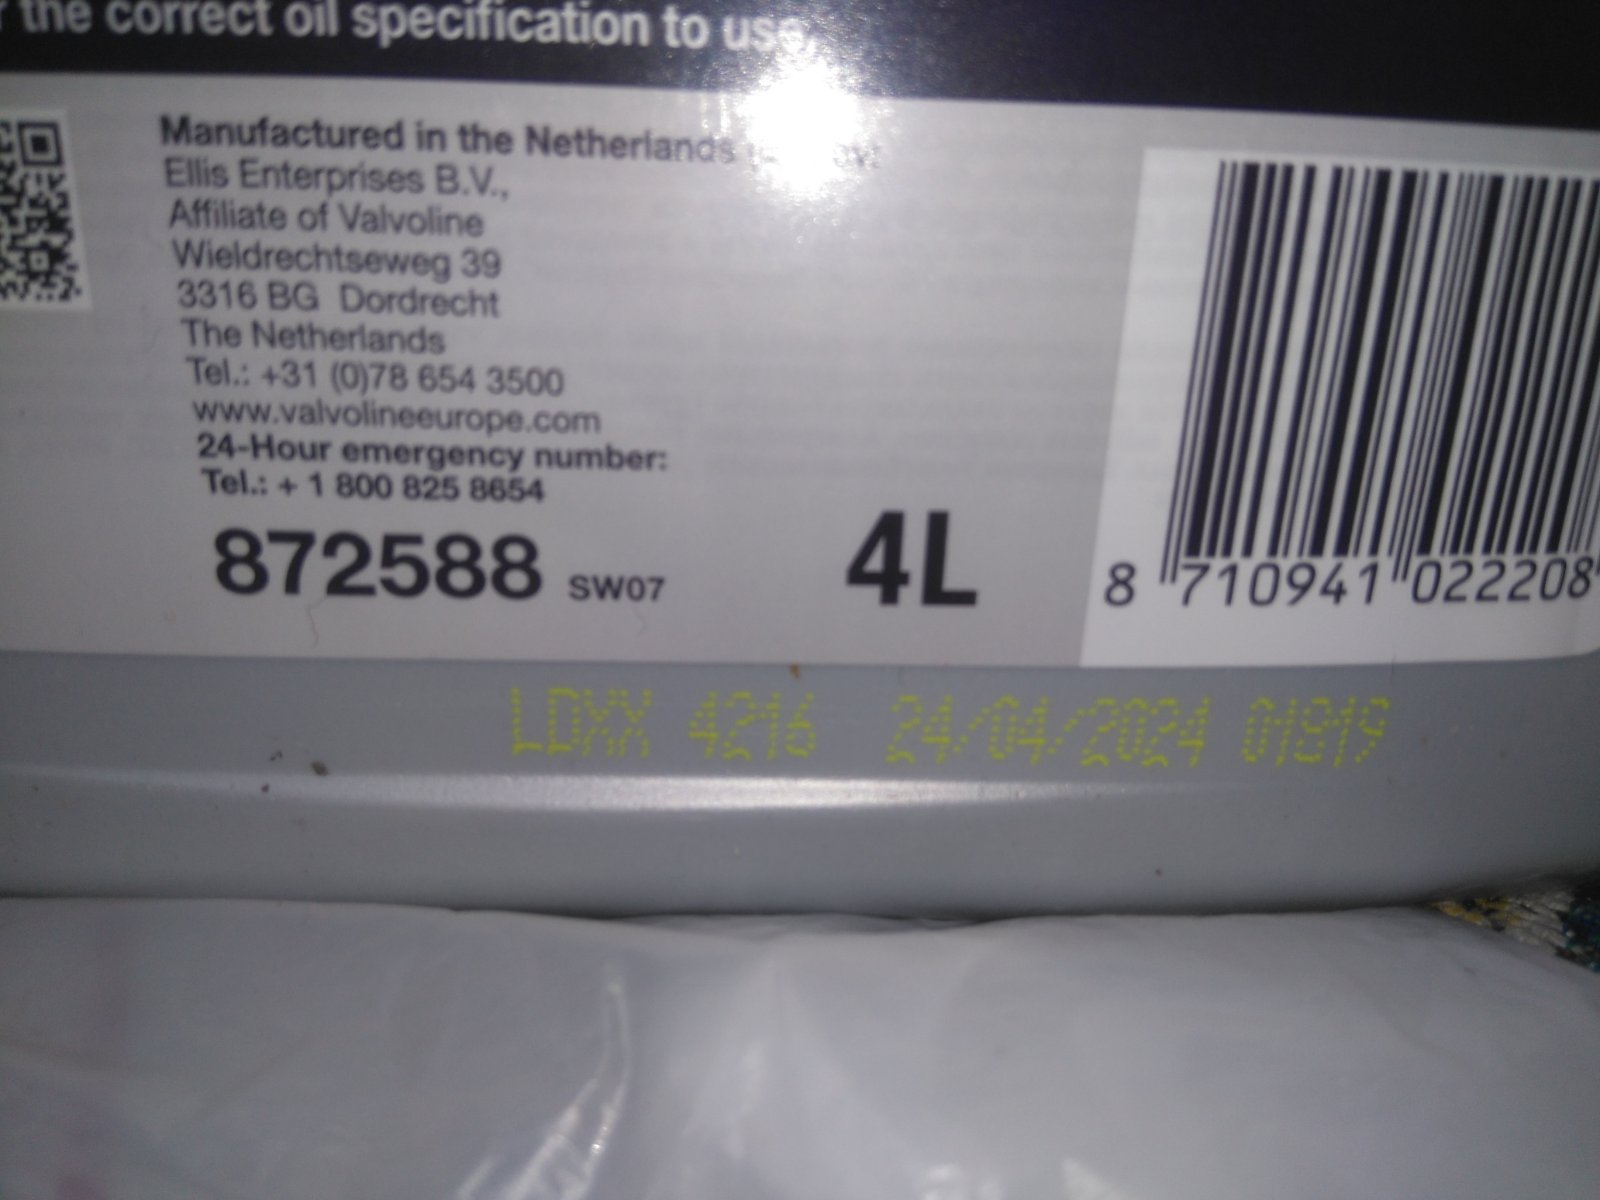 the correct oil specification to use,
Manufactured in the Netherlands
Ellis Enterprises B.V.,
Affiliate of Valvoline
Wieldrechtseweg 39
3316 BG Dordrecht
The Netherlands
Tel.: +31 (0)78 654 3500
www.valvolineeurope.com
24-Hour emergency number:
Tel.: + 1 800 825 8654
872588 SW07 4L
8 710941 022208
LDXX 4216 24/04/2024 01819